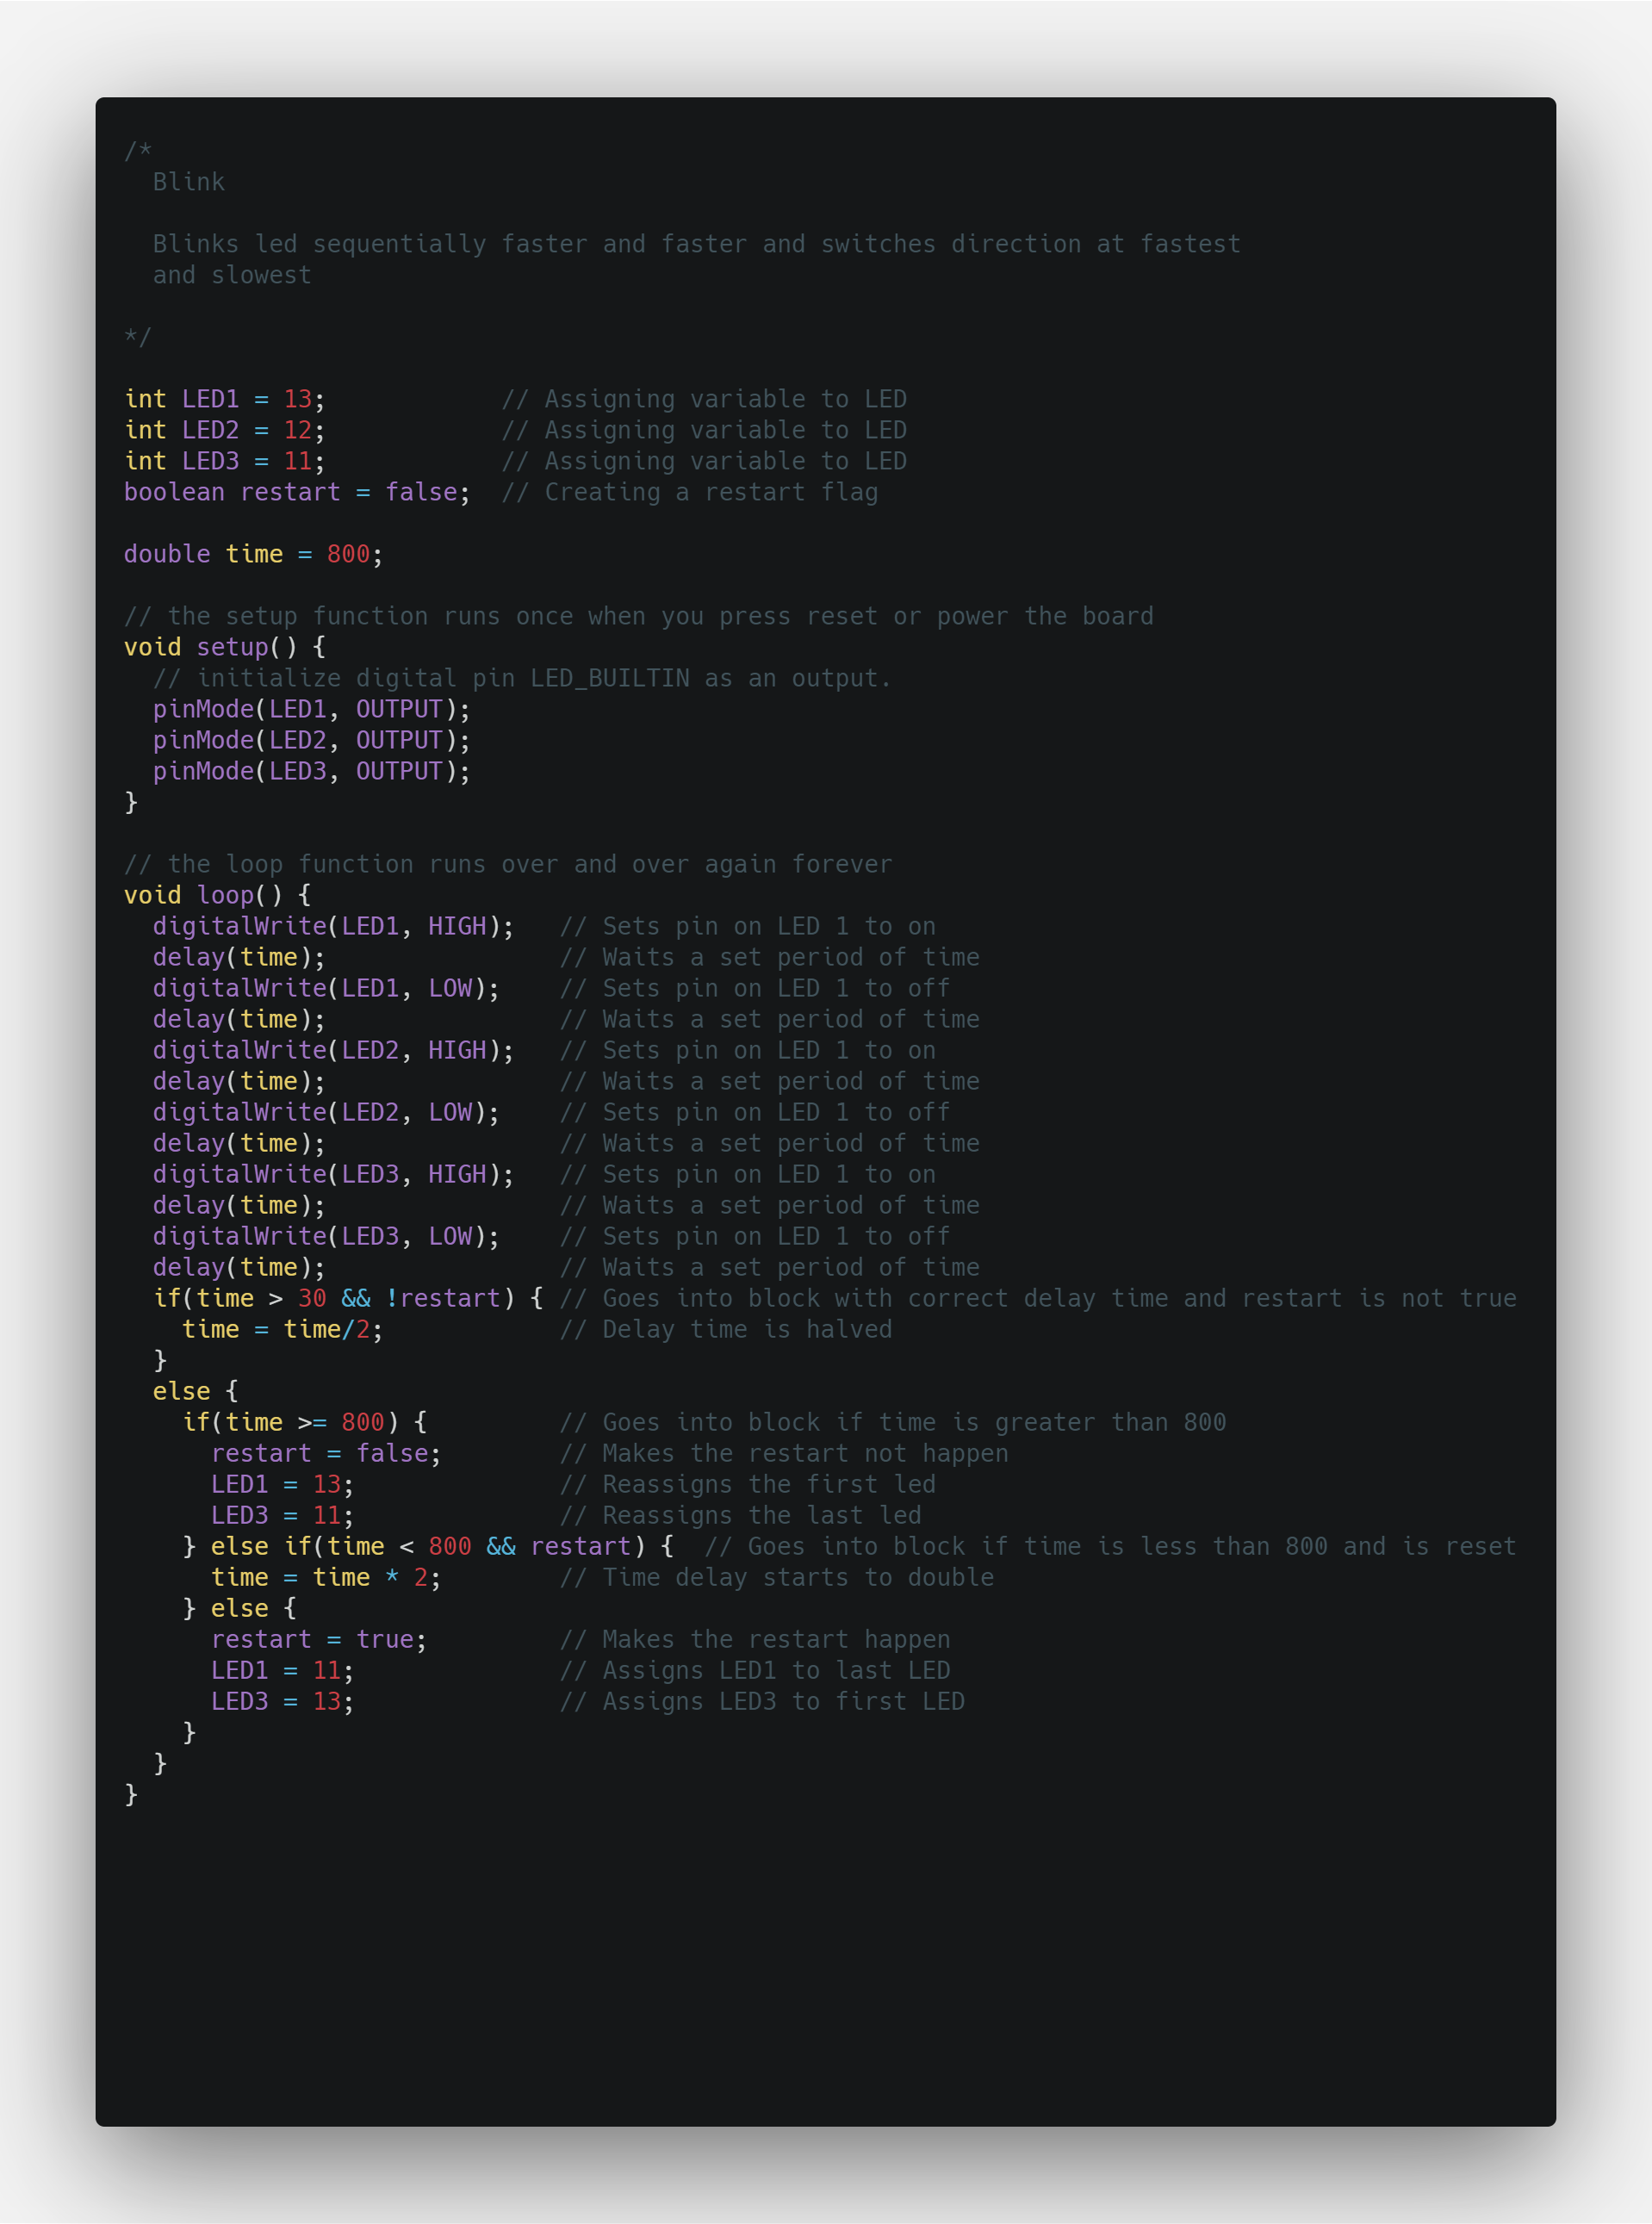 /*
  Blink

  Blinks led sequentially faster and faster and switches direction at fastest
  and slowest

*/

int LED1 = 13;            // Assigning variable to LED
int LED2 = 12;            // Assigning variable to LED
int LED3 = 11;            // Assigning variable to LED
boolean restart = false;  // Creating a restart flag

double time = 800;

// the setup function runs once when you press reset or power the board
void setup() {
  // initialize digital pin LED_BUILTIN as an output.
  pinMode(LED1, OUTPUT);
  pinMode(LED2, OUTPUT);
  pinMode(LED3, OUTPUT);
}

// the loop function runs over and over again forever
void loop() {
  digitalWrite(LED1, HIGH);   // Sets pin on LED 1 to on
  delay(time);                // Waits a set period of time
  digitalWrite(LED1, LOW);    // Sets pin on LED 1 to off
  delay(time);                // Waits a set period of time
  digitalWrite(LED2, HIGH);   // Sets pin on LED 1 to on
  delay(time);                // Waits a set period of time
  digitalWrite(LED2, LOW);    // Sets pin on LED 1 to off
  delay(time);                // Waits a set period of time
  digitalWrite(LED3, HIGH);   // Sets pin on LED 1 to on
  delay(time);                // Waits a set period of time
  digitalWrite(LED3, LOW);    // Sets pin on LED 1 to off
  delay(time);                // Waits a set period of time
  if(time > 30 && !restart) { // Goes into block with correct delay time and restart is not true
    time = time/2;            // Delay time is halved
  }
  else {
    if(time >= 800) {         // Goes into block if time is greater than 800
      restart = false;        // Makes the restart not happen
      LED1 = 13;              // Reassigns the first led
      LED3 = 11;              // Reassigns the last led
    } else if(time < 800 && restart) {  // Goes into block if time is less than 800 and is reset
      time = time * 2;        // Time delay starts to double
    } else {
      restart = true;         // Makes the restart happen
      LED1 = 11;              // Assigns LED1 to last LED
      LED3 = 13;              // Assigns LED3 to first LED
    }
  }
}